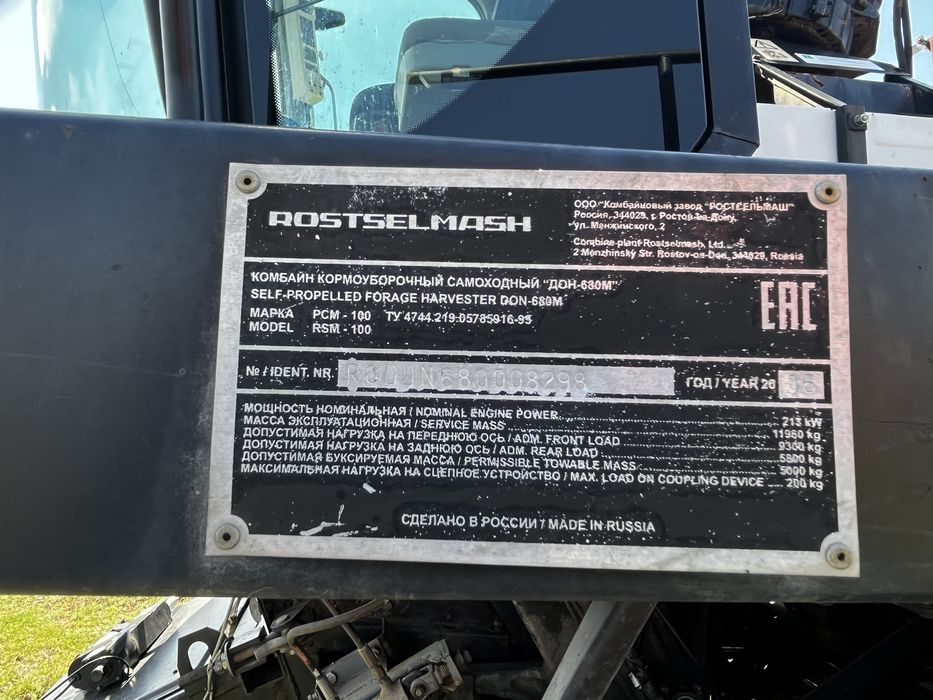 ROSTSELMASH
ООО "Комбайновый завод "РОСТСЕЛЬМАШ"
Россия, 344029, г. Ростов-на-Дону,
ул. Менжинского, 2
Combine plant Rostselmash, Ltd.
2 Menzhinsky Str. Rostov-on-Don, 344029, Russia
КОМБАЙН КОРМОУБОРОЧНЫЙ САМОХОДНЫЙ "ДОН-680М"
SELF-PROPELLED FORAGE HARVESTER DON-680M
МАРКА РСМ - 100 ТУ 4744.219.05785916-95
MODEL RSM - 100
EAC
№ / IDENT. NR. 680008298 ГОД / YEAR 20 16
МОЩНОСТЬ НОМИНАЛЬНАЯ / NOMINAL ENGINE POWER 213 kW
МАССА ЭКСПЛУАТАЦИОННАЯ / SERVICE MASS 11960 kg
ДОПУСТИМАЯ НАГРУЗКА НА ПЕРЕДНЮЮ ОСЬ / ADM. FRONT LOAD 9300 kg
ДОПУСТИМАЯ НАГРУЗКА НА ЗАДНЮЮ ОСЬ / ADM. REAR LOAD 5800 kg
ДОПУСТИМАЯ БУКСИРУЕМАЯ МАССА / PERMISSIBLE TOWABLE MASS 5000 kg
МАКСИМАЛЬНАЯ НАГРУЗКА НА СЦЕПНОЕ УСТРОЙСТВО / MAX. LOAD ON COUPLING DEVICE 200 kg
СДЕЛАНО В РОССИИ / MADE IN RUSSIA